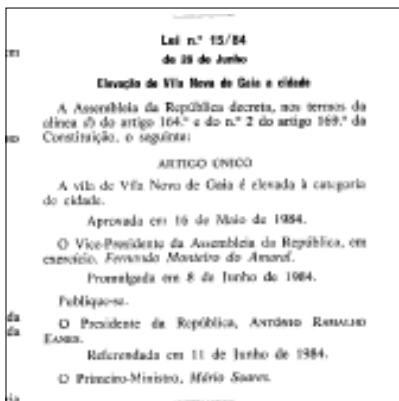 Lei n.º 15/84
de 26 de Junho
Elevação de Vila Nova de Gaia a cidade
A Assembleia da República decreta, nos termos da
alínea d) do artigo 164.º e do n.º 2 do artigo 169.º da
Constituição, o seguinte:
ARTIGO ÚNICO
A vila de Vila Nova de Gaia é elevada à categoria
de cidade.
Aprovada em 16 de Maio de 1984.
O Vice-Presidente da Assembleia da República, em
exercício, Fernando Monteiro do Amaral.
Promulgada em 8 de Junho de 1984.
Publique-se.
O Presidente da República, ANTÓNIO RAMALHO
EANES.
Referendada em 11 de Junho de 1984.
O Primeiro-Ministro, Mário Soares.